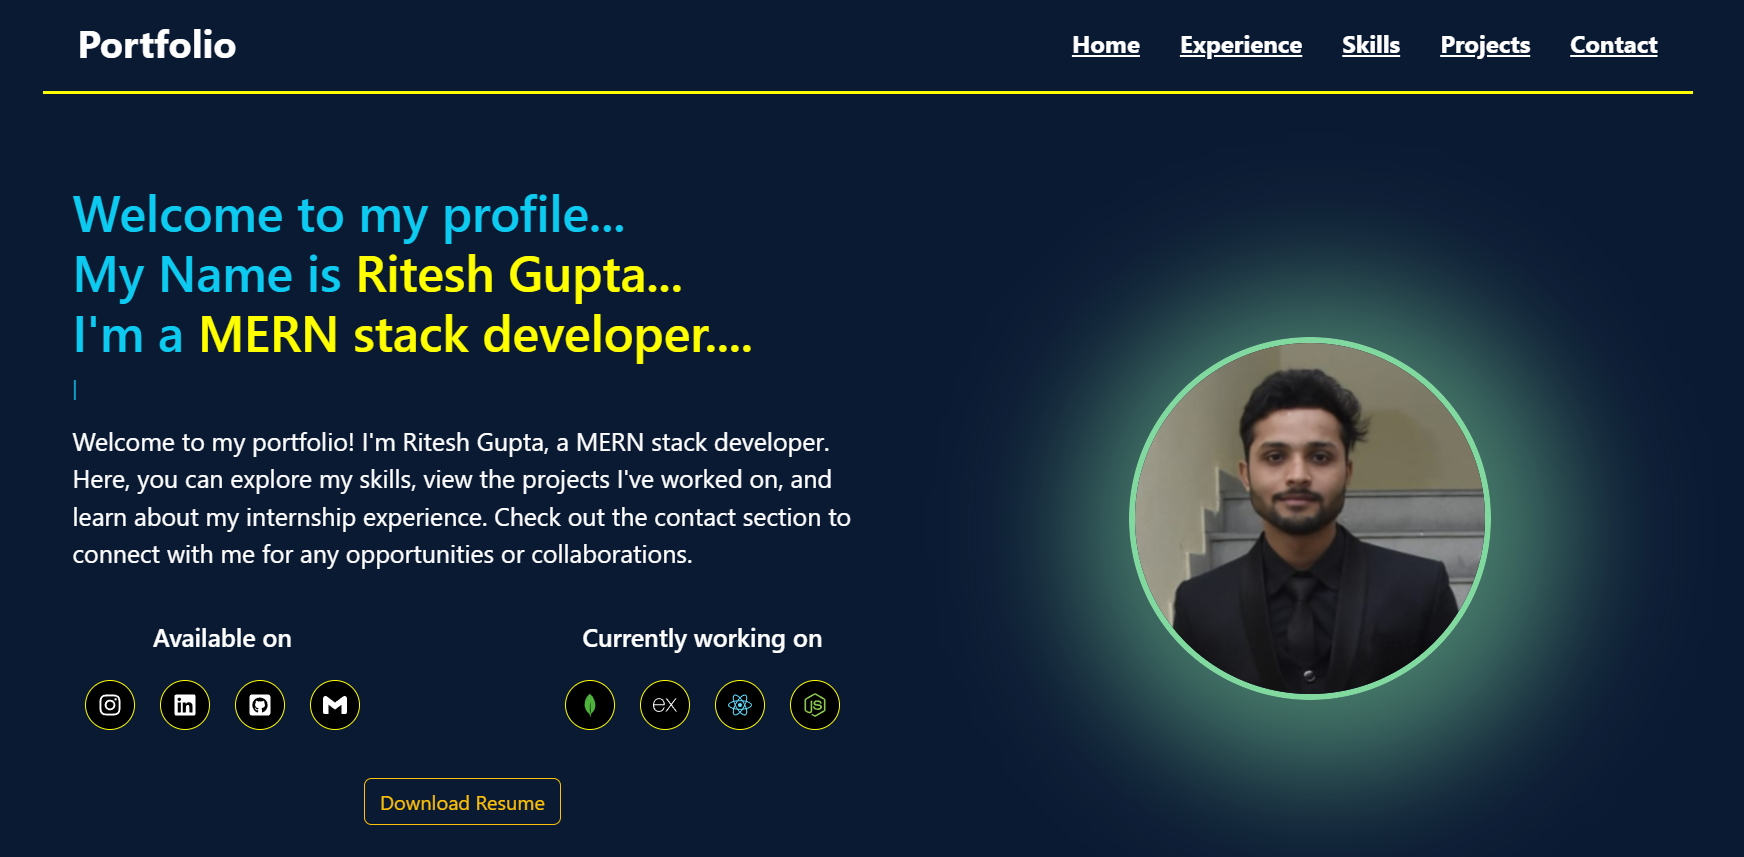 Portfolio
Home Experience Skills Projects Contact
Welcome to my profile...
My Name is Ritesh Gupta...
I'm a MERN stack developer....
|
Welcome to my portfolio! I'm Ritesh Gupta, a MERN stack developer.
Here, you can explore my skills, view the projects I've worked on, and
learn about my internship experience. Check out the contact section to
connect with me for any opportunities or collaborations.
Available on
Currently working on
in
ex
JS
Download Resume